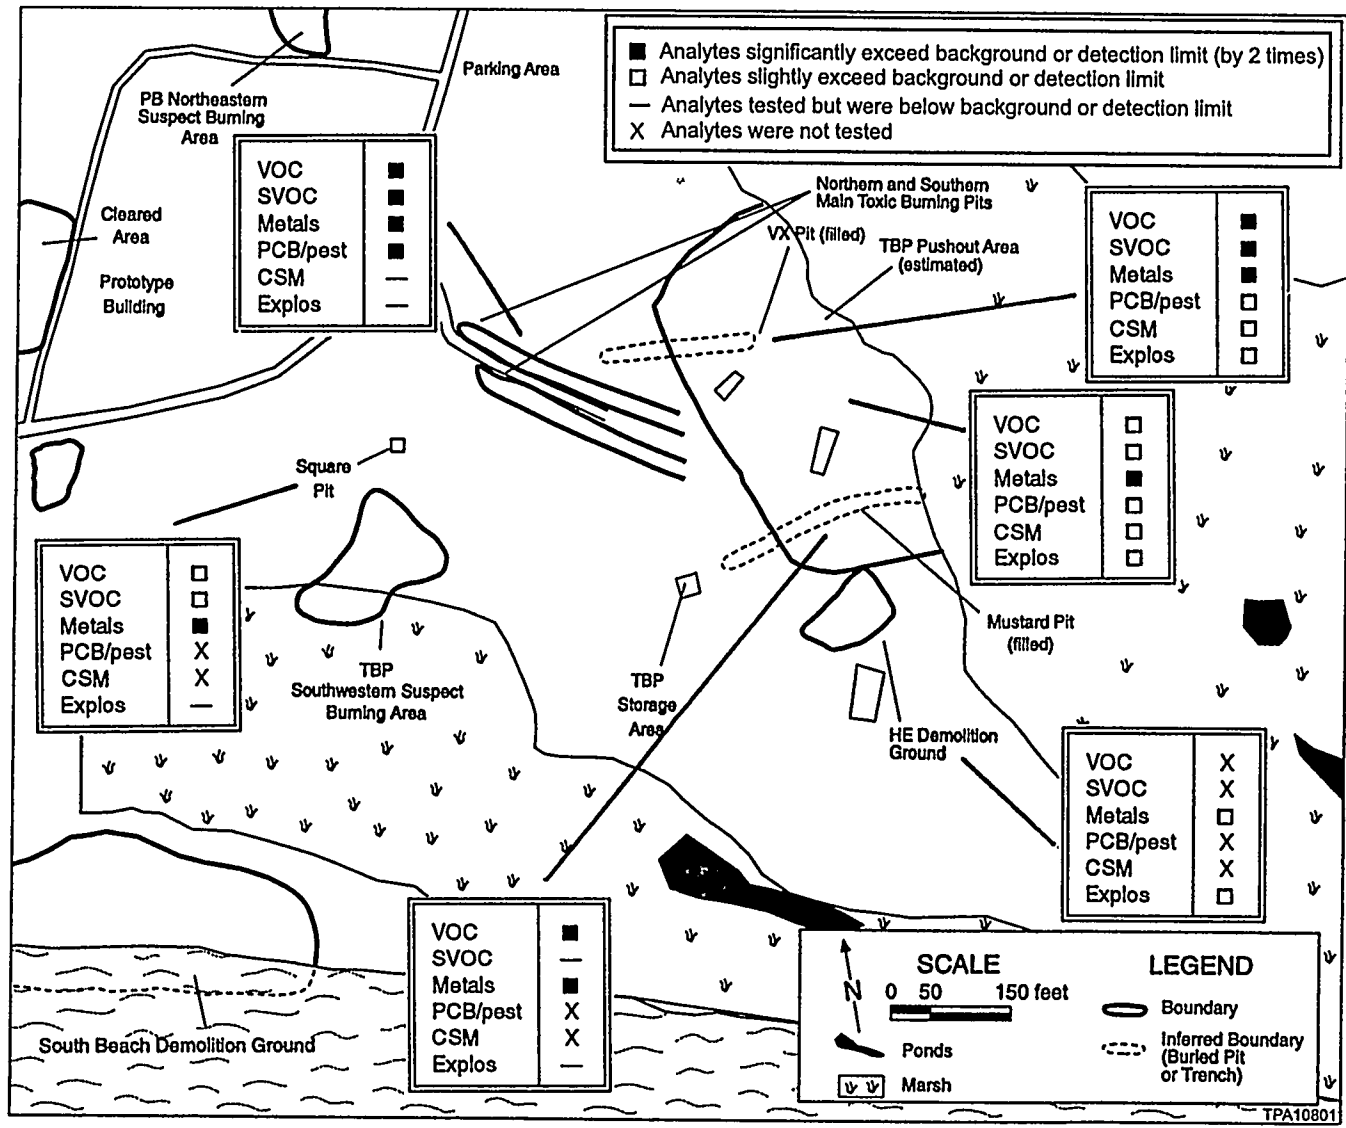 ■ Analytes significantly exceed background or detection limit (by 2 times)
□ Analytes slightly exceed background or detection limit
— Analytes tested but were below background or detection limit
X Analytes were not tested
Parking Area
PB Northeastern
Suspect Burning
Area
VOC ■
SVOC ■
Metals ■
PCB/pest ■
CSM —
Explos —
Cleared
Area
Prototype
Building
Northern and Southern
Main Toxic Burning Pits
VX Pit (filled)
TBP Pushout Area
(estimated)
VOC ■
SVOC ■
Metals ■
PCB/pest □
CSM □
Explos □
VOC □
SVOC □
Metals ■
PCB/pest □
CSM □
Explos □
Square
Pit
VOC □
SVOC □
Metals ■
PCB/pest X
CSM X
Explos —
TBP
Southwestern Suspect
Burning Area
TBP
Storage
Area
Mustard Pit
(filled)
HE Demolition
Ground
VOC X
SVOC X
Metals □
PCB/pest X
CSM X
Explos □
VOC ■
SVOC —
Metals ■
PCB/pest X
CSM X
Explos —
South Beach Demolition Ground
N
SCALE
0 50 150 feet
Ponds
Marsh
LEGEND
Boundary
Inferred Boundary
(Buried Pit
or Trench)
TPA10801